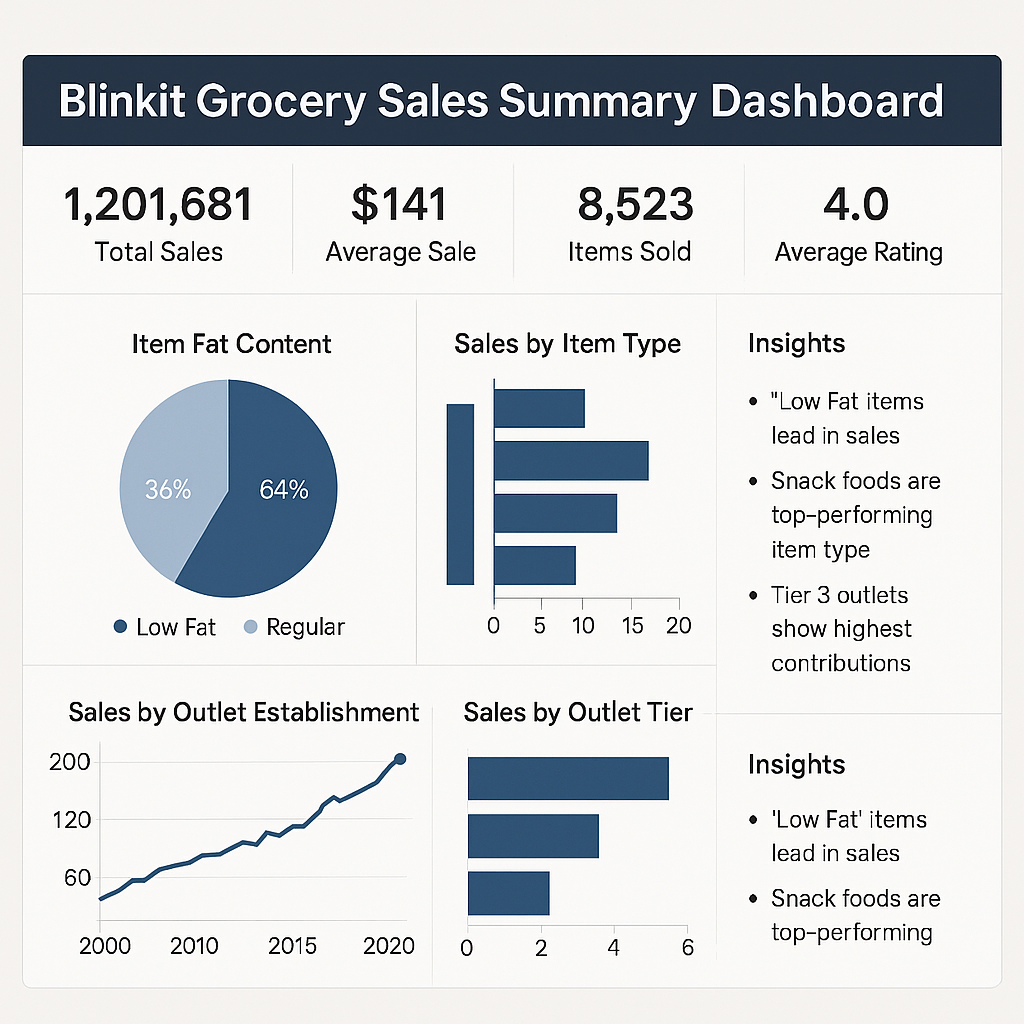 Blinkit Grocery Sales Summary Dashboard
1,201,681
Total Sales
$141
Average Sale
8,523
Items Sold
4.0
Average Rating
Item Fat Content
36%
64%
Low Fat
Regular
Sales by Item Type
0 5 10 15 20
Insights
• "Low Fat items
lead in sales
• Snack foods are
top-performing
item type
• Tier 3 outlets
show highest
contributions
Sales by Outlet Establishment
200
120
60
2000 2010 2015 2020
Sales by Outlet Tier
0 2 4 6
Insights
• 'Low Fat' items
lead in sales
• Snack foods are
top-performing